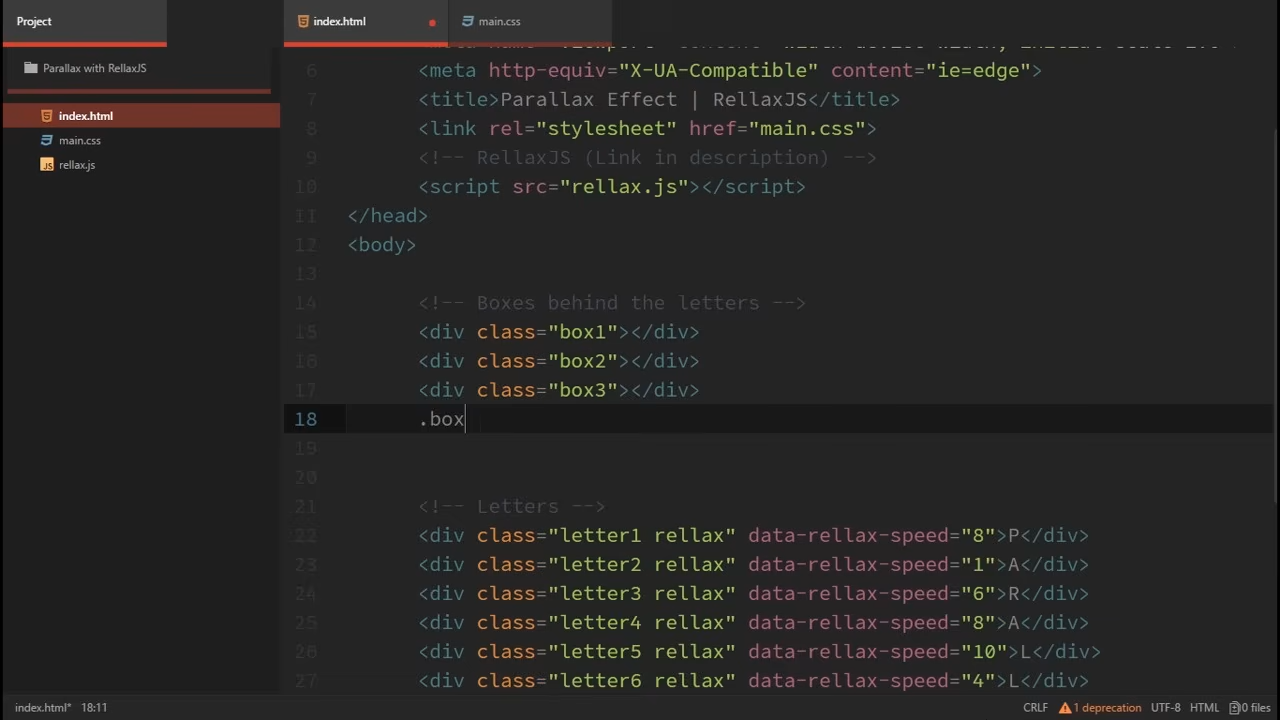 Project
index.html
main.css
Parallax with RellaxJS
index.html
main.css
rellax.js
6 <meta http-equiv="X-UA-Compatible" content="ie=edge">
7 <title>Parallax Effect | RellaxJS</title>
8 <link rel="stylesheet" href="main.css">
9 <!-- RellaxJS (Link in description) -->
10 <script src="rellax.js"></script>
11 </head>
12 <body>
13
14 <!-- Boxes behind the letters -->
15 <div class="box1"></div>
16 <div class="box2"></div>
17 <div class="box3"></div>
18 .box
19
20
21 <!-- Letters -->
22 <div class="letter1 rellax" data-rellax-speed="8">P</div>
23 <div class="letter2 rellax" data-rellax-speed="1">A</div>
24 <div class="letter3 rellax" data-rellax-speed="6">R</div>
25 <div class="letter4 rellax" data-rellax-speed="8">A</div>
26 <div class="letter5 rellax" data-rellax-speed="10">L</div>
27 <div class="letter6 rellax" data-rellax-speed="4">L</div>
index.html* 18:11
CRLF 1 deprecation UTF-8 HTML 0 files